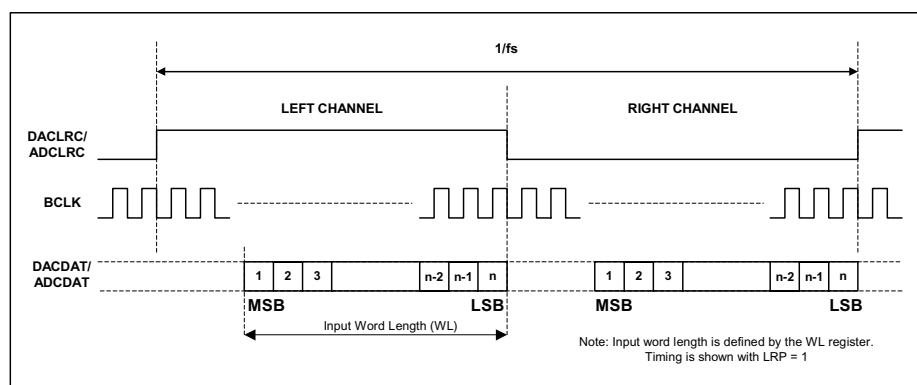 1/fs
LEFT CHANNEL
RIGHT CHANNEL
DACLRC/
ADCLRC
BCLK
DACDAT/
ADCDAT
1 2 3 n-2 n-1 n 1 2 3 n-2 n-1 n
MSB LSB MSB LSB
Input Word Length (WL)
Note: Input word length is defined by the WL register.
Timing is shown with LRP = 1